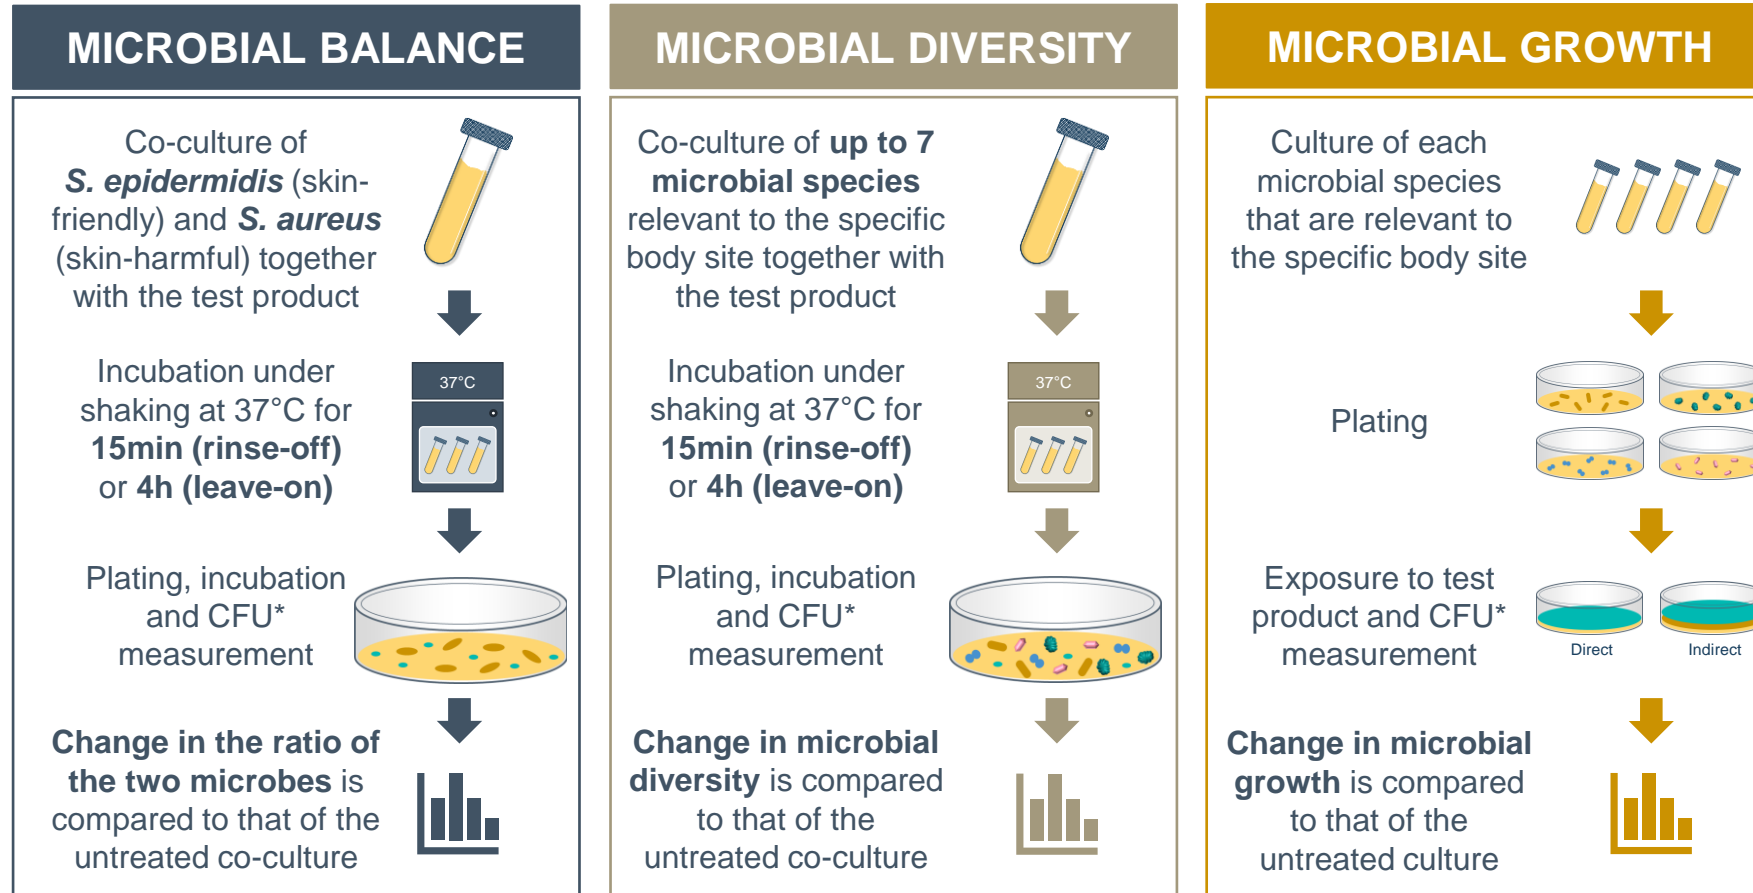 MICROBIAL BALANCE
Co-culture of
S. epidermidis (skin-
friendly) and S. aureus
(skin-harmful) together
with the test product
37°C
Incubation under
shaking at 37°C for
15min (rinse-off)
or 4h (leave-on)
Plating, incubation
and CFU*
measurement
Change in the ratio of
the two microbes is
compared to that of the
untreated co-culture
MICROBIAL DIVERSITY
Co-culture of up to 7
microbial species
relevant to the specific
body site together with
the test product
37°C
Incubation under
shaking at 37°C for
15min (rinse-off)
or 4h (leave-on)
Plating, incubation
and CFU*
measurement
Change in microbial
diversity is compared
to that of the
untreated co-culture
MICROBIAL GROWTH
Culture of each
microbial species
that are relevant to
the specific body site
Plating
Exposure to test
product and CFU*
measurement
Direct
Indirect
Change in microbial
growth is compared
to that of the
untreated culture